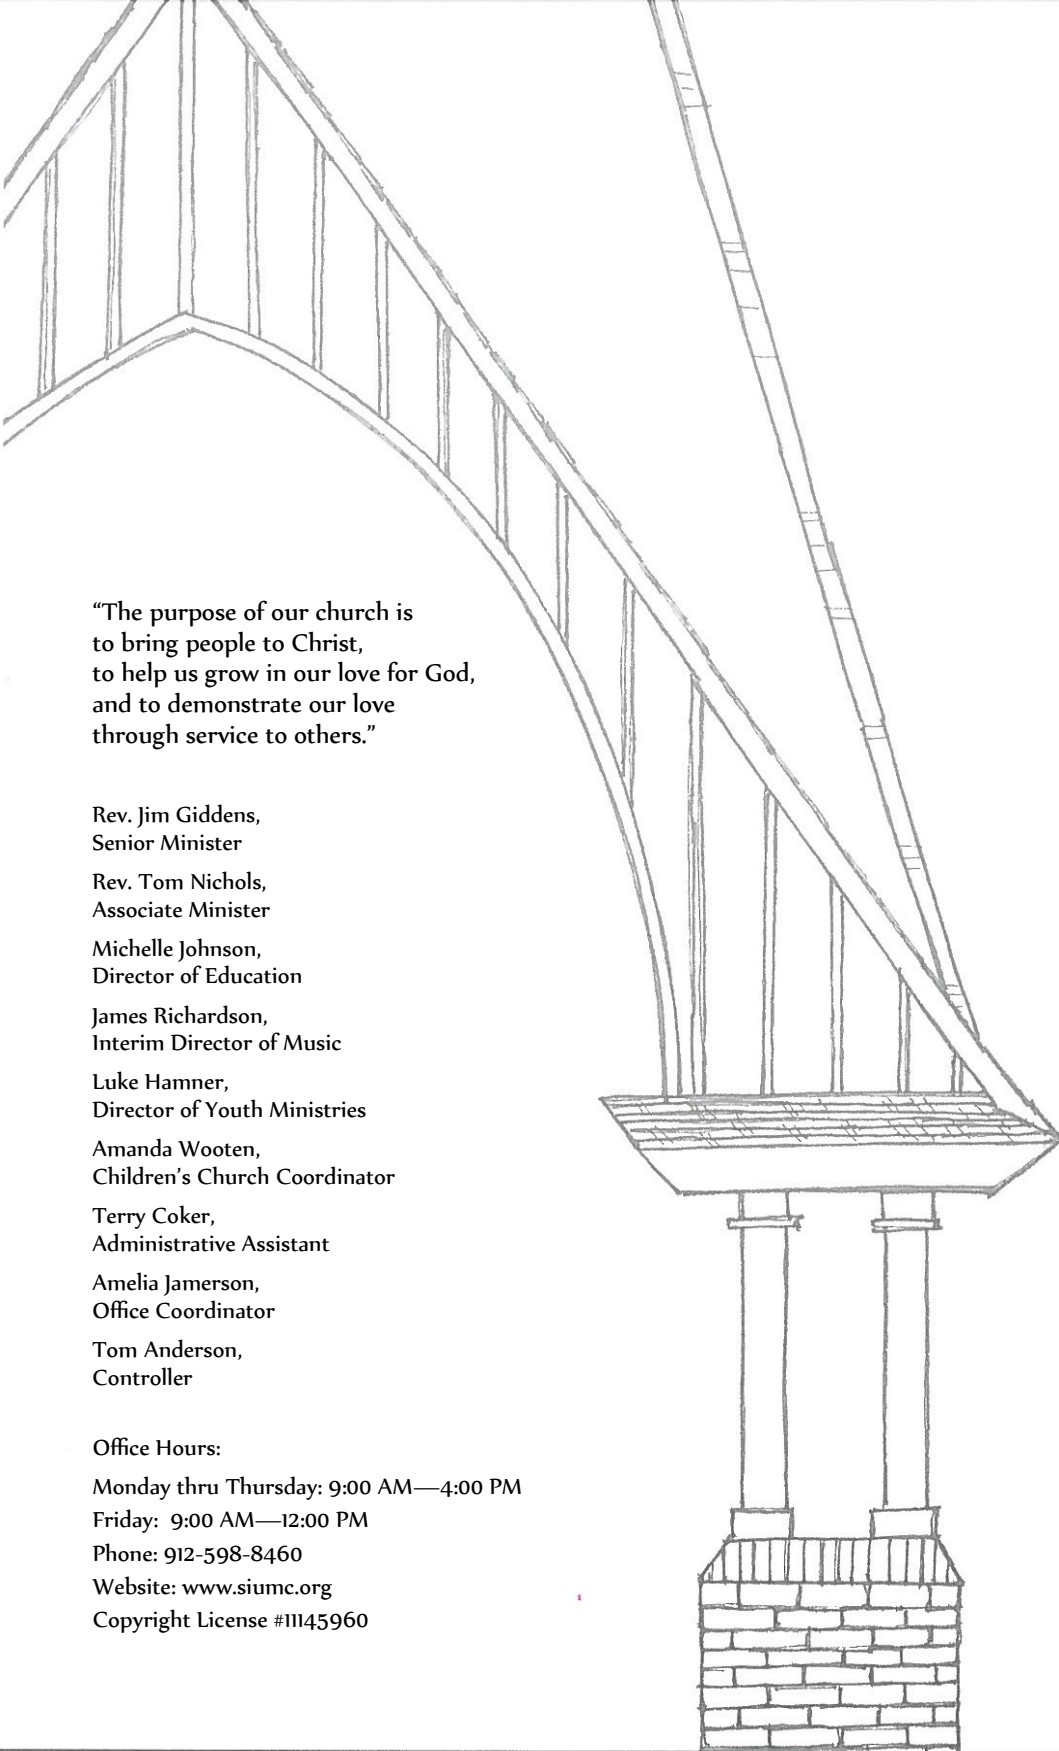 “The purpose of our church is
to bring people to Christ,
to help us grow in our love for God,
and to demonstrate our love
through service to others.”
Rev. Jim Giddens,
Senior Minister
Rev. Tom Nichols,
Associate Minister
Michelle Johnson,
Director of Education
James Richardson,
Interim Director of Music
Luke Hamner,
Director of Youth Ministries
Amanda Wooten,
Children’s Church Coordinator
Terry Coker,
Administrative Assistant
Amelia Jamerson,
Office Coordinator
Tom Anderson,
Controller
Office Hours:
Monday thru Thursday: 9:00 AM—4:00 PM
Friday:  9:00 AM—12:00 PM
Phone: 912-598-8460
Website: www.siumc.org
Copyright License #11145960